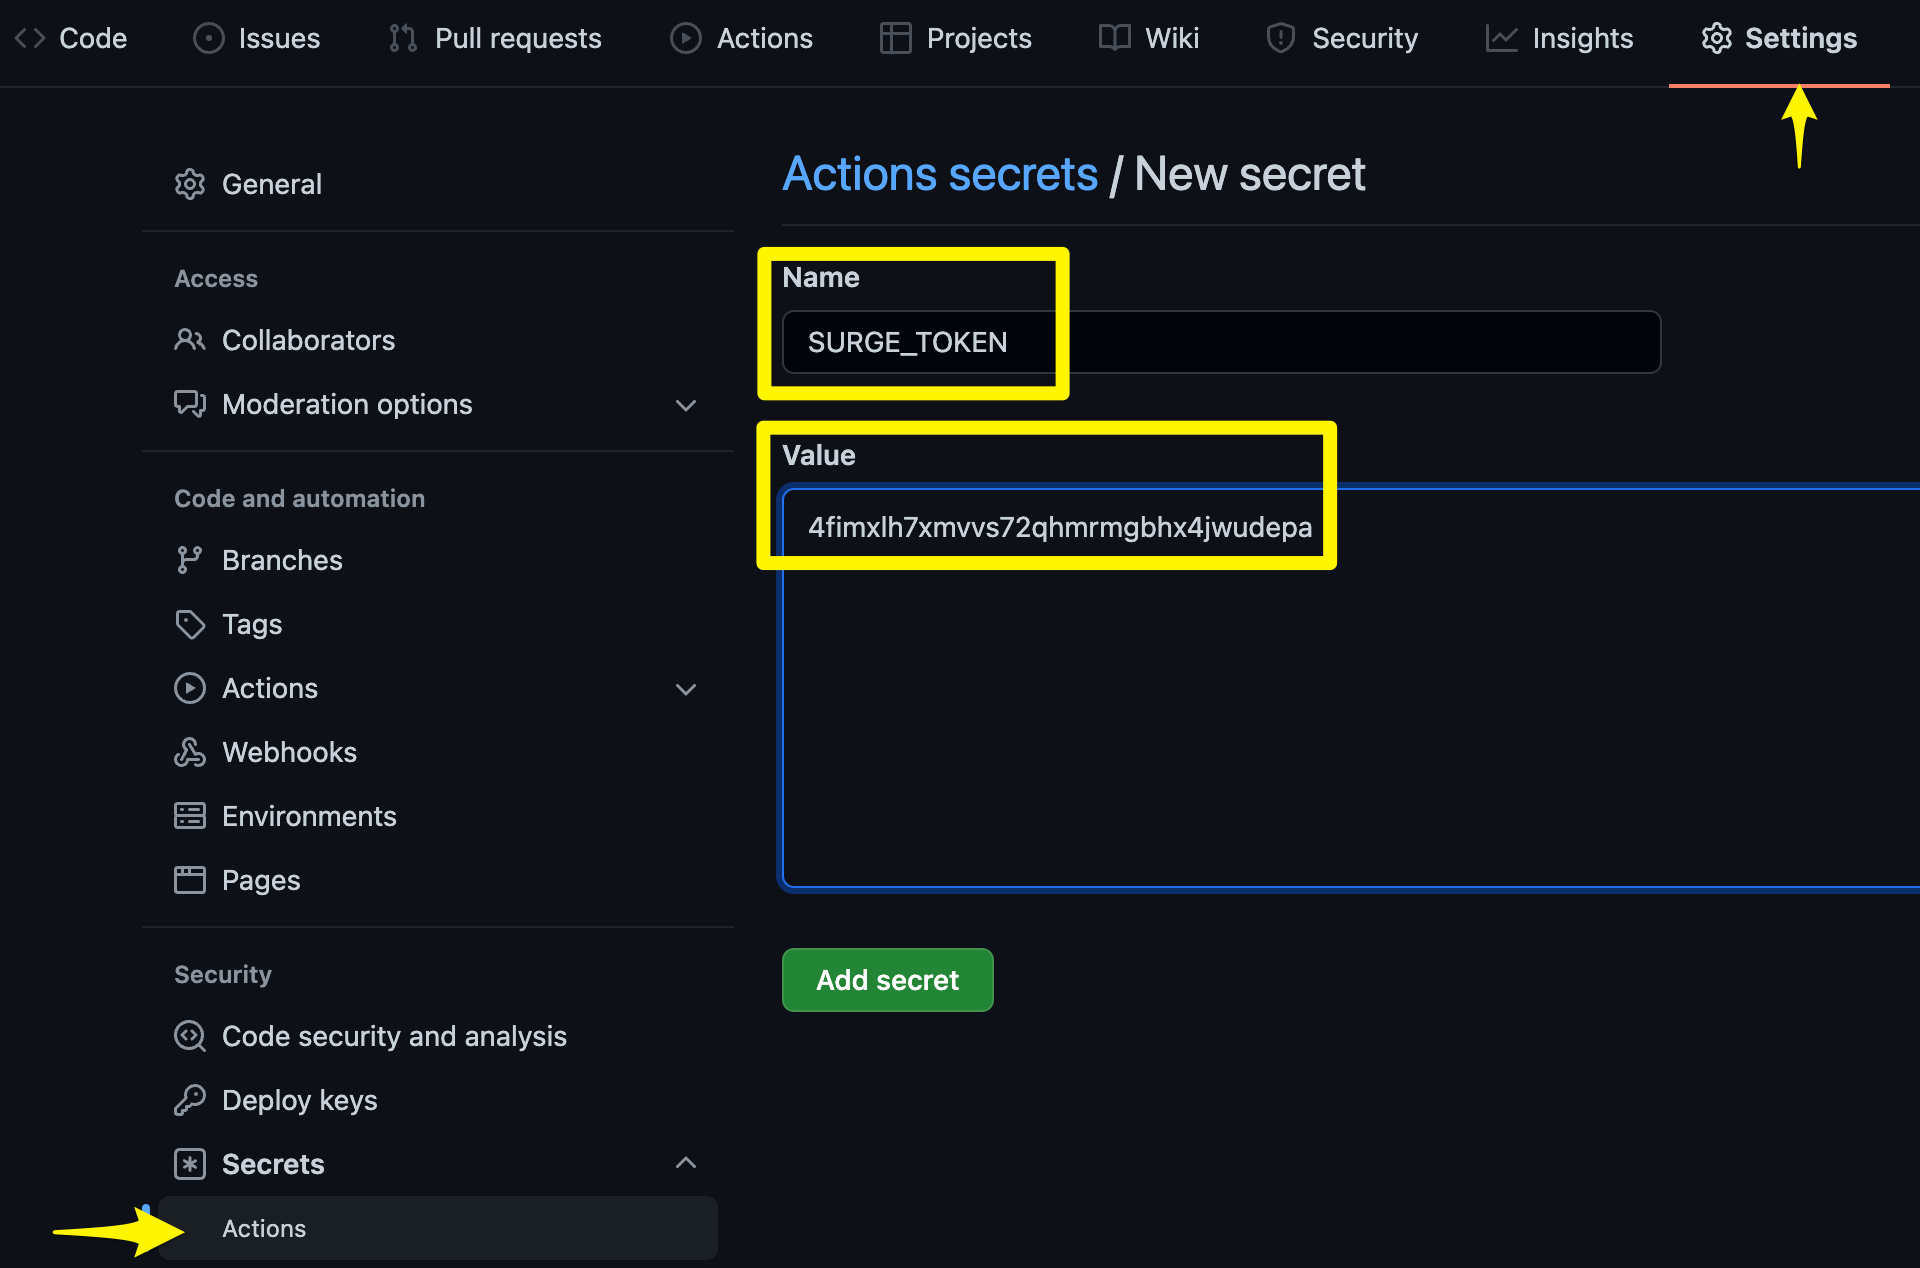 Code Issues Pull requests Actions Projects Wiki Security Insights Settings
General
Access
Collaborators
Moderation options
Code and automation
Branches
Tags
Actions
Webhooks
Environments
Pages
Security
Code security and analysis
Deploy keys
Secrets
Actions
Actions secrets / New secret
Name
SURGE_TOKEN
Value
4fimxlh7xmvvs72qhmrmgbhx4jwudepa
Add secret